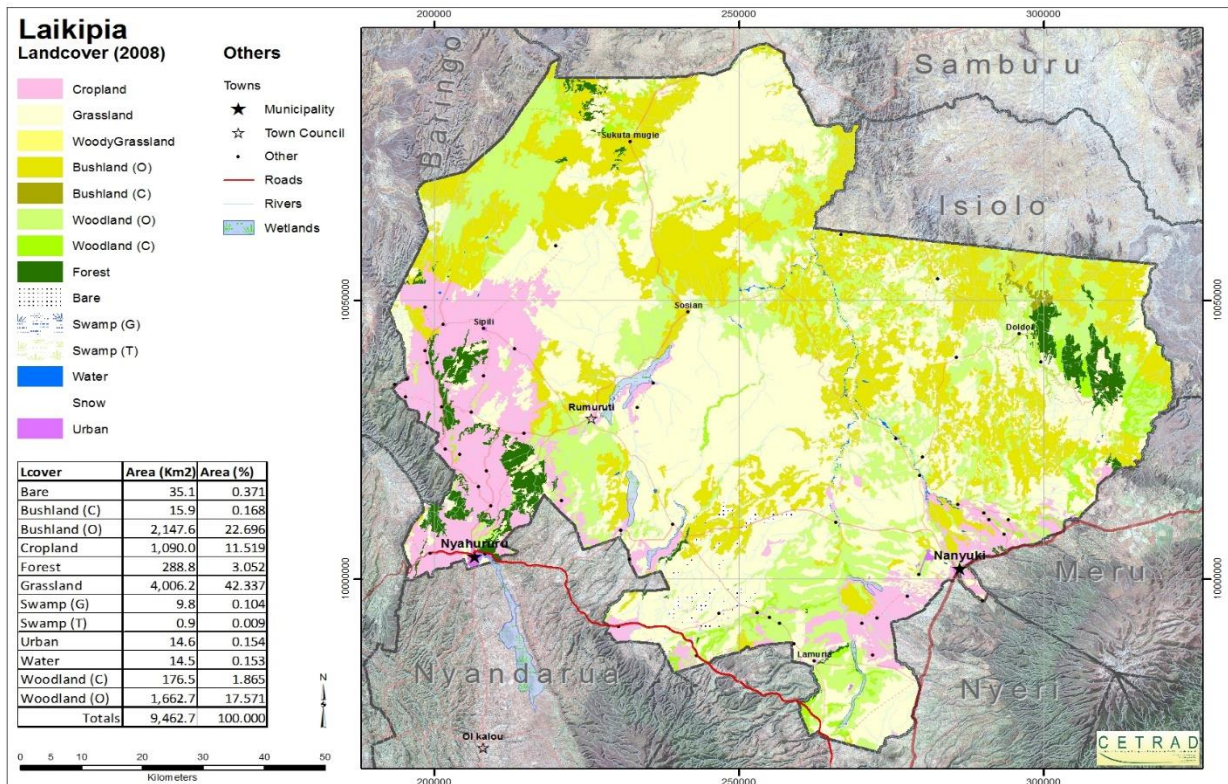 Laikipia
Landcover (2008)
Cropland
Grassland
WoodyGrassland
Bushland (O)
Bushland (C)
Woodland (O)
Woodland (C)
Forest
Bare
Swamp (G)
Swamp (T)
Water
Snow
Urban
Others
Towns
Municipality
Town Council
Other
Roads
Rivers
Wetlands
Lcover Area (Km2) Area (%)
Bare 35.1 0.371
Bushland (C) 15.9 0.168
Bushland (O) 2,147.6 22.696
Cropland 1,090.0 11.519
Forest 288.8 3.052
Grassland 4,006.2 42.337
Swamp (G) 9.8 0.104
Swamp (T) 0.9 0.009
Urban 14.6 0.154
Water 14.5 0.153
Woodland (C) 176.5 1.865
Woodland (O) 1,662.7 17.571
Totals 9,462.7 100.000
N
0 5 10 20 30 40 50
Kilometers
200000 250000 300000
Baringo
Samburu
Sukuta mugie
Isiolo
10050000 10050000
Sosian
Sipili
Doldol
Rumuruti
Nyahururu
Nanyuki
10000000 10000000
Meru
Nyandarua
Lamuria
Nyeri
Ol kalou
CETRAD
200000 250000 300000